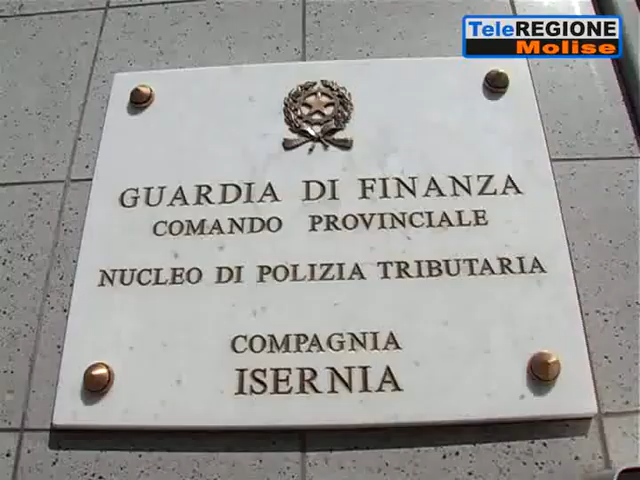 TeleREGIONE
Molise
GUARDIA DI FINANZA
COMANDO PROVINCIALE
NUCLEO DI POLIZIA TRIBUTARIA
COMPAGNIA
ISERNIA